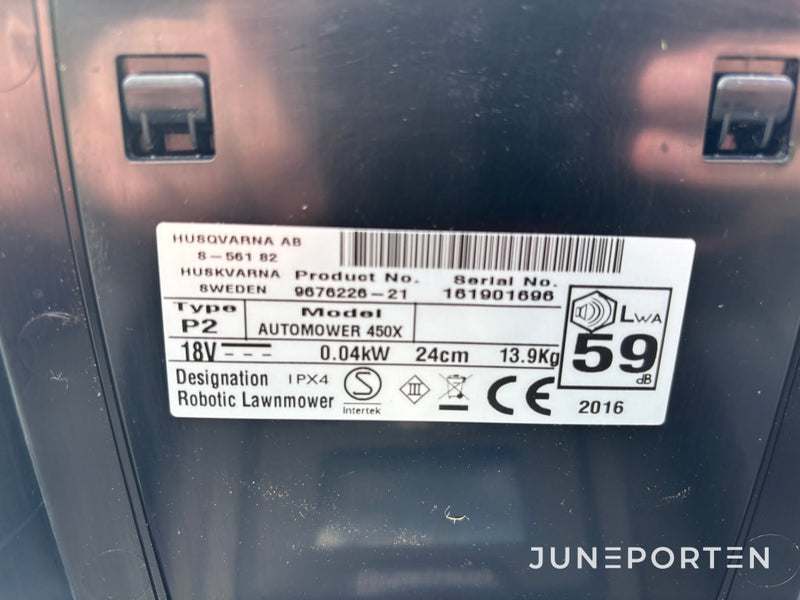 HUSQVARNA AB
S-561 82
HUSKVARNA
SWEDEN
Product No.
9676226-21
Serial No.
161901696
Type
P2
Model
AUTOMOWER 450X
18V
0.04kW
24cm
13.9Kg
LWA
59
dB
Designation
Robotic Lawnmower
IPX4
S
Intertek
III
CE
2016
JUNEPORTEN